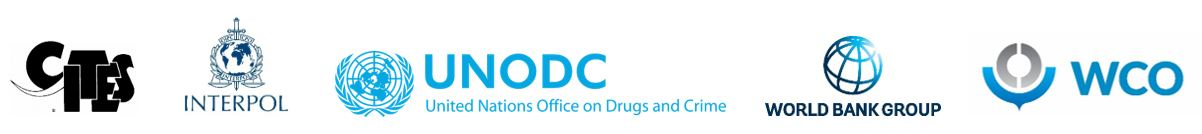 CITES
INTERPOL
UNODC
United Nations Office on Drugs and Crime
WORLD BANK GROUP
WCO